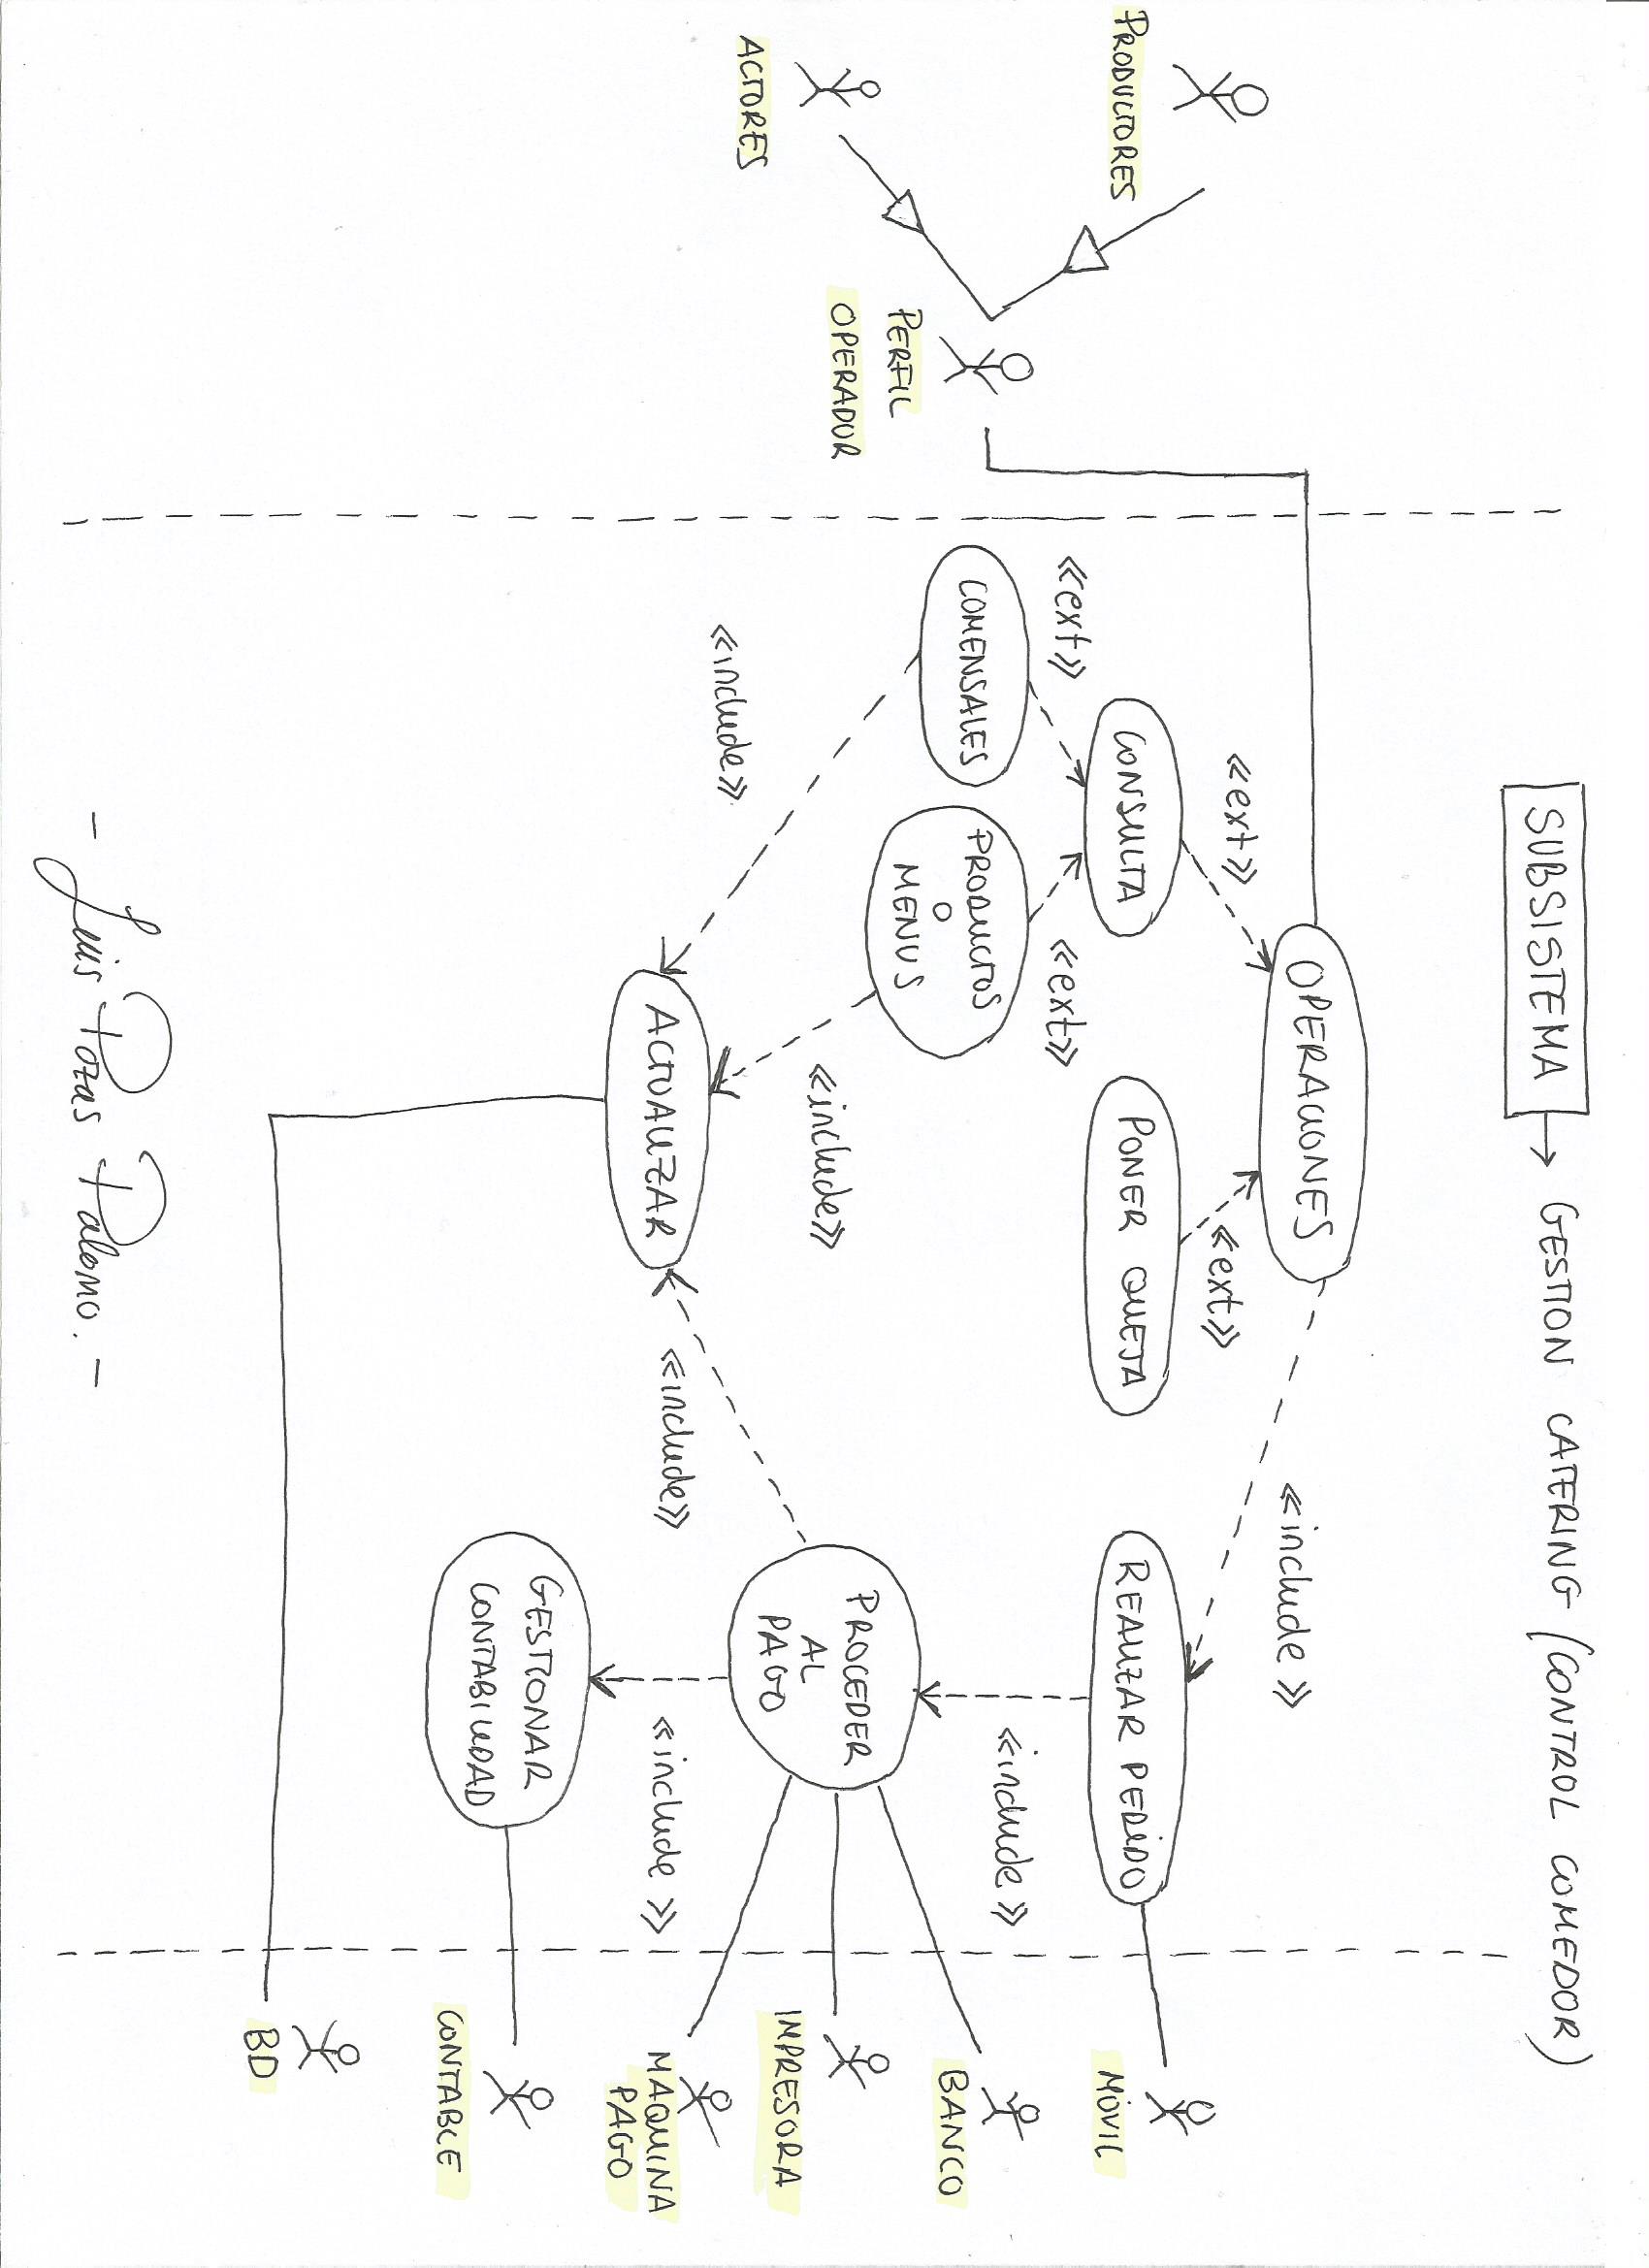 SUBSISTEMA → GESTION CATERING (CONTROL COMEDOR)
PRODUCTORES
ACTORES
PERFIL
OPERADOR
OPERACIONES
<<ext>>
<<ext>>
<<include>>
CONSULTA
PONER QUEJA
REALIZAR PEDIDO
MÓVIL
<<ext>>
<<ext>>
<<include>>
COMENSALES
PRODUCTOS
O
MENUS
PROCEDER
AL
PAGO
BANCO
IMPRESORA
MAQUINA
PAGO
<<include>>
<<include>>
<<include>>
<<include>>
ACTUALIZAR
GESTIONAR
CONTABILIDAD
CONTABLE
BD
- Luis Pozas Palomo. -